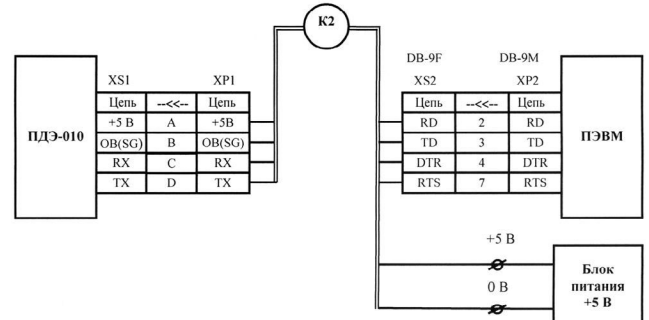 К2
DB-9F DB-9M
XS1 XP1 XS2 XP2
Цепь --<<-- Цепь Цепь --<<-- Цепь
+5 В A +5В RD 2 RD
ПДЭ-010 ОВ(SG) B ОВ(SG) TD 3 TD ПЭВМ
RX C RX DTR 4 DTR
TX D TX RTS 7 RTS
+5 В
0 В
Блок
питания
+5 В